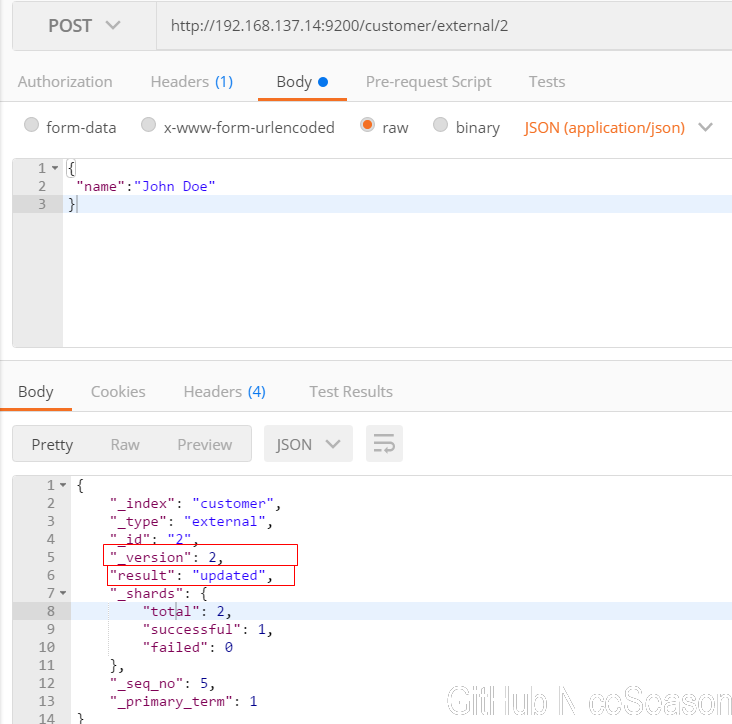 POST http://192.168.137.14:9200/customer/external/2
Authorization Headers (1) Body Pre-request Script Tests
form-data x-www-form-urlencoded raw binary JSON (application/json)
1 {
2 "name":"John Doe"
3 }
Body Cookies Headers (4) Test Results
Pretty Raw Preview JSON
1 {
2 "_index": "customer",
3 "_type": "external",
4 "_id": "2",
5 "_version": 2,
6 "result": "updated",
7 "_shards": {
8 "total": 2,
9 "successful": 1,
10 "failed": 0
11 },
12 "_seq_no": 5,
13 "_primary_term": 1
14 }
GitHub NiceSeason